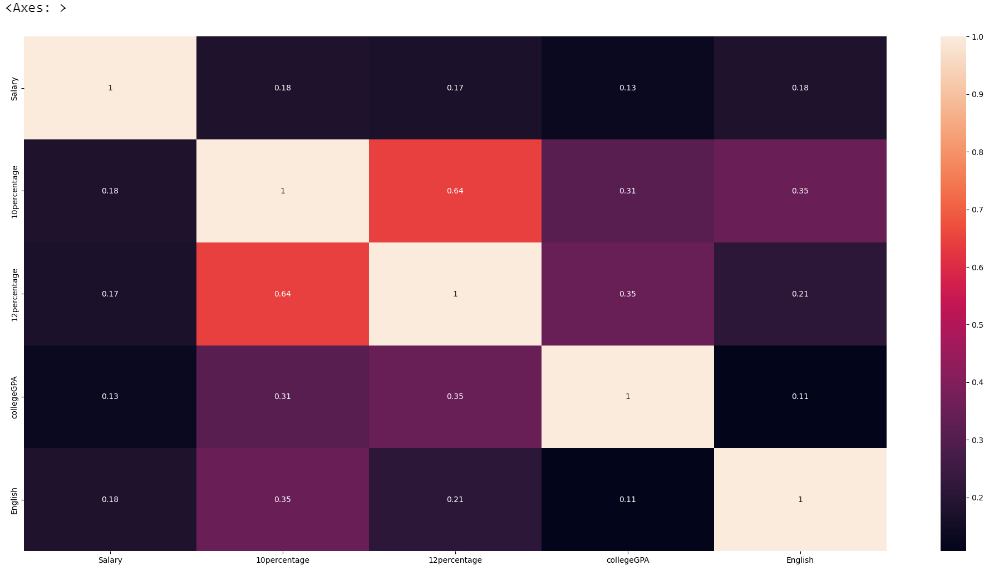 <Axes: >
Salary 1 0.18 0.17 0.13 0.18
10percentage 0.18 1 0.64 0.31 0.35
12percentage 0.17 0.64 1 0.35 0.21
collegeGPA 0.13 0.31 0.35 1 0.11
English 0.18 0.35 0.21 0.11 1
Salary 10percentage 12percentage collegeGPA English
1.0
0.9
0.8
0.7
0.6
0.5
0.4
0.3
0.2